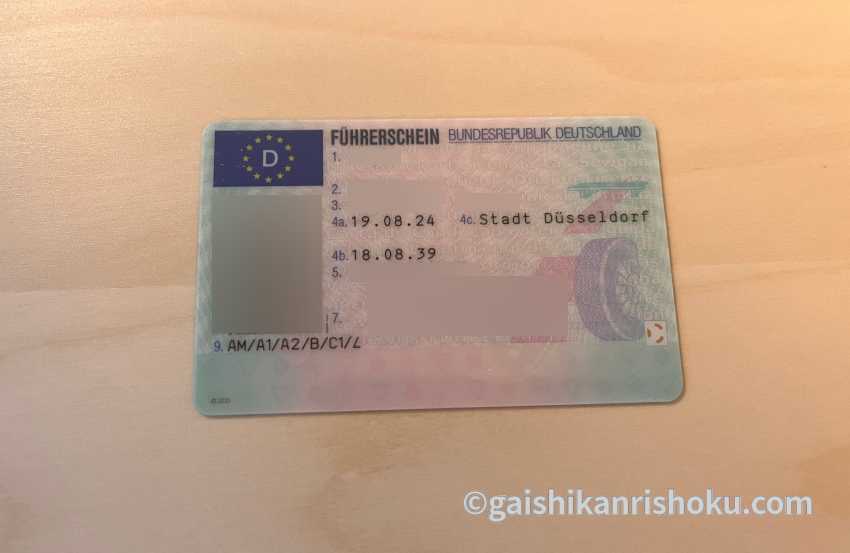 D
FÜHRERSCHEIN BUNDESREPUBLIK DEUTSCHLAND
1.
2.
3.
4a. 19.08.24 4c. Stadt Düsseldorf
4b. 18.08.39
5.
7.
9. AM/A1/A2/B/C1/L
©gaishikanrishoku.com